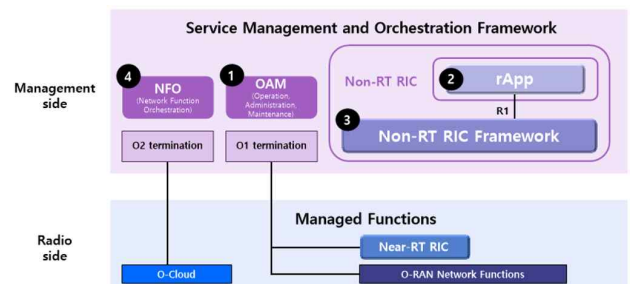 Service Management and Orchestration Framework
Management
side
4
NFO
(Network Function
Orchestration)
1
OAM
(Operation,
Administration,
Maintenance)
Non-RT RIC
2
rApp
R1
3
Non-RT RIC Framework
O2 termination
O1 termination
Managed Functions
Radio
side
Near-RT RIC
O-Cloud
O-RAN Network Functions